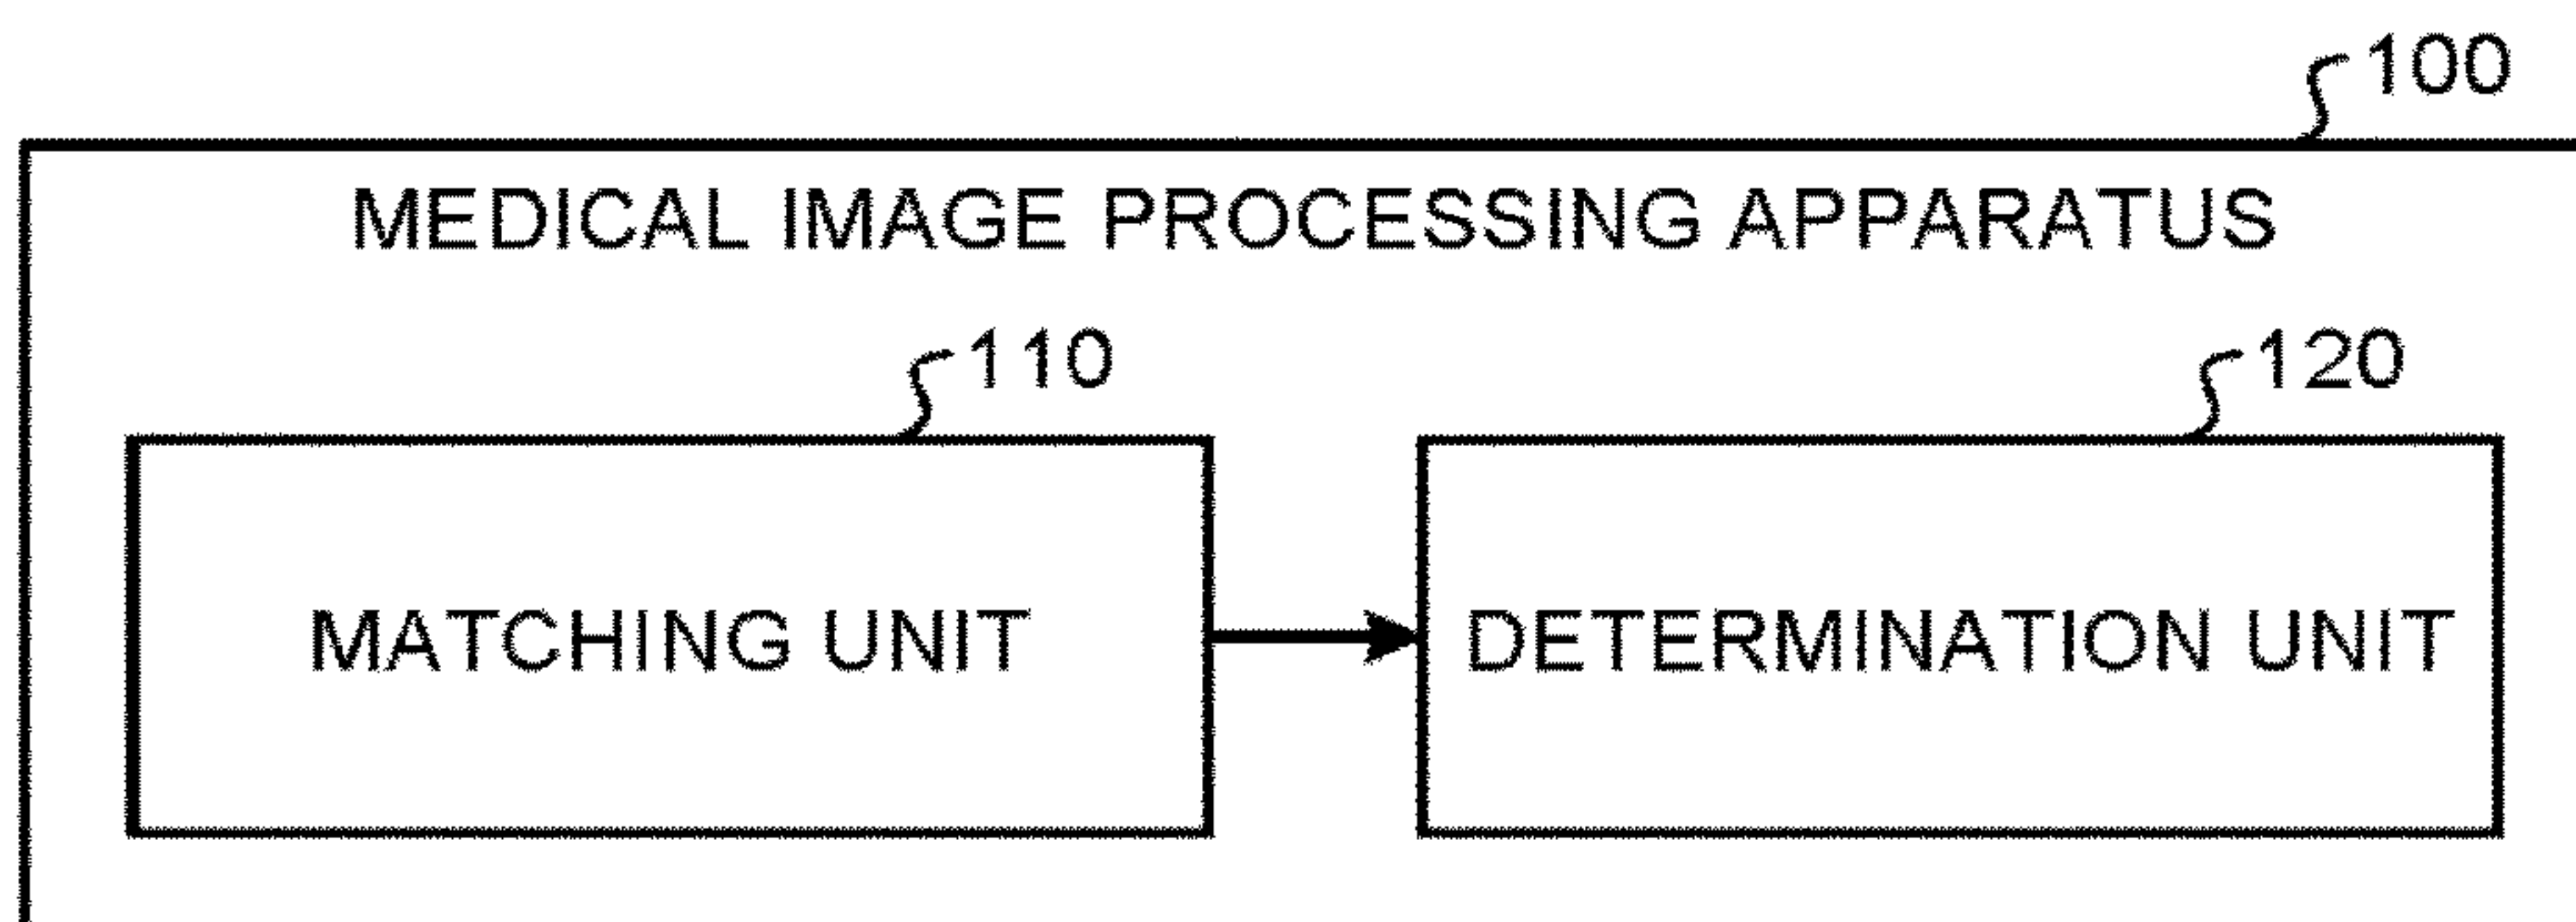 100
MEDICAL IMAGE PROCESSING APPARATUS
110
120
MATCHING UNIT
DETERMINATION UNIT